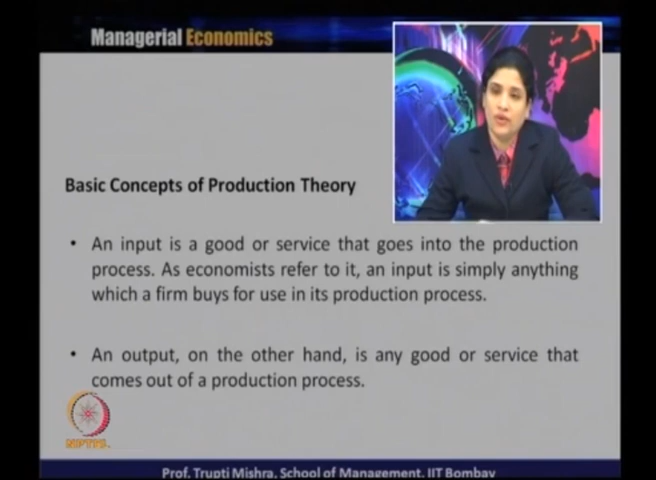 Managerial Economics
Basic Concepts of Production Theory
• An input is a good or service that goes into the production
process. As economists refer to it, an input is simply anything
which a firm buys for use in its production process.
• An output, on the other hand, is any good or service that
comes out of a production process.
NPTEL
Prof. Trupti Mishra, School of Management, IIT Bombay